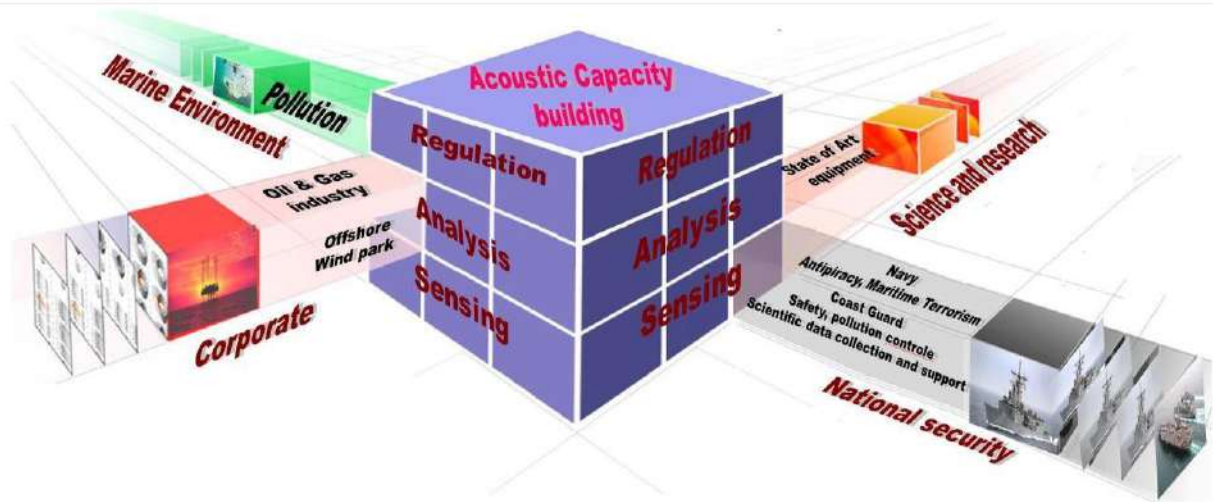 Acoustic Capacity
building
Regulation
Analysis
Sensing
Regulation
Analysis
Sensing
Marine Environment
Pollution
Oil & Gas
industry
Offshore
Wind park
Corporate
State of Art
equipment
Science and research
Navy
Antipiracy, Maritime Terrorism
Coast Guard
Safety, pollution controle
Scientific data collection and support
National security